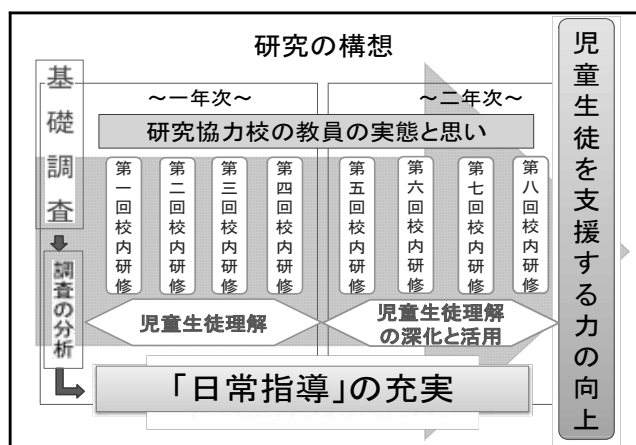 研究の構想
基礎調査
調査の分析
～一年次～
～二年次～
研究協力校の教員の実態と思い
第一回校内研修
第二回校内研修
第三回校内研修
第四回校内研修
第五回校内研修
第六回校内研修
第七回校内研修
第八回校内研修
児童生徒理解
児童生徒理解
の深化と活用
「日常指導」の充実
児童生徒を支援する力の向上